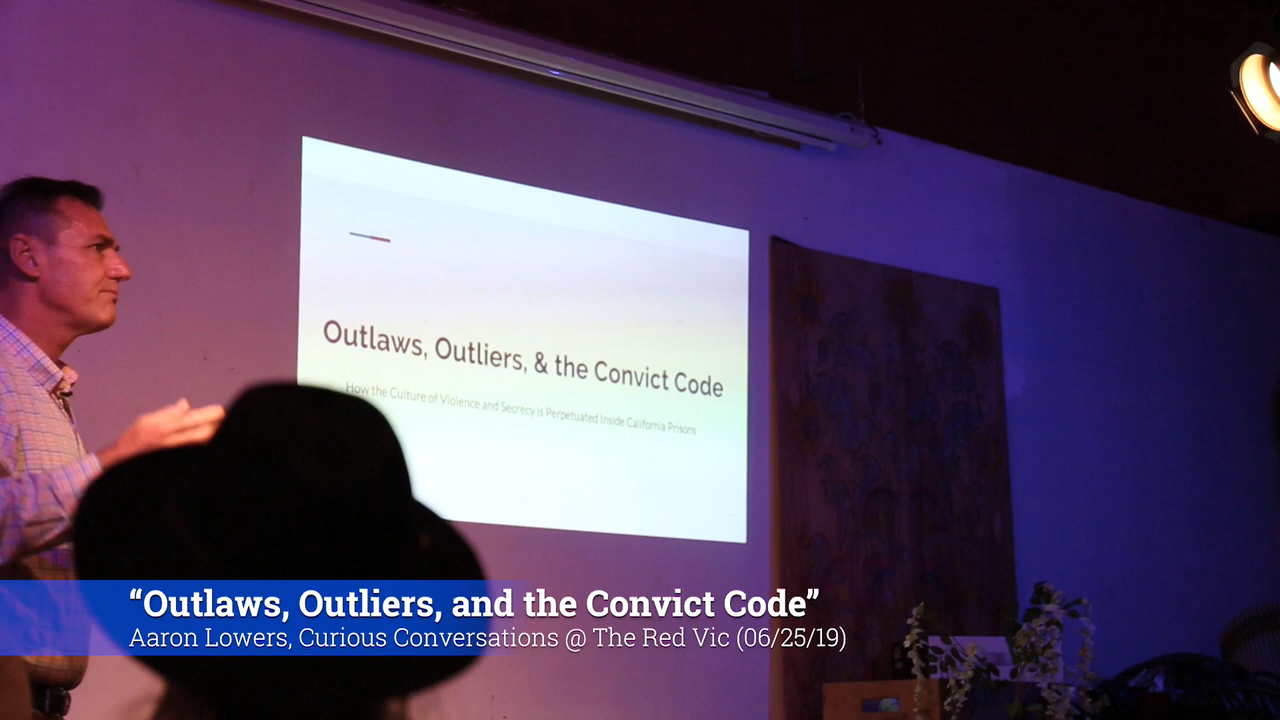 Outlaws, Outliers, & the Convict Code
How the Culture of Violence and Secrecy is Perpetuated Inside California Prisons
“Outlaws, Outliers, and the Convict Code”
Aaron Lowers, Curious Conversations @ The Red Vic (06/25/19)